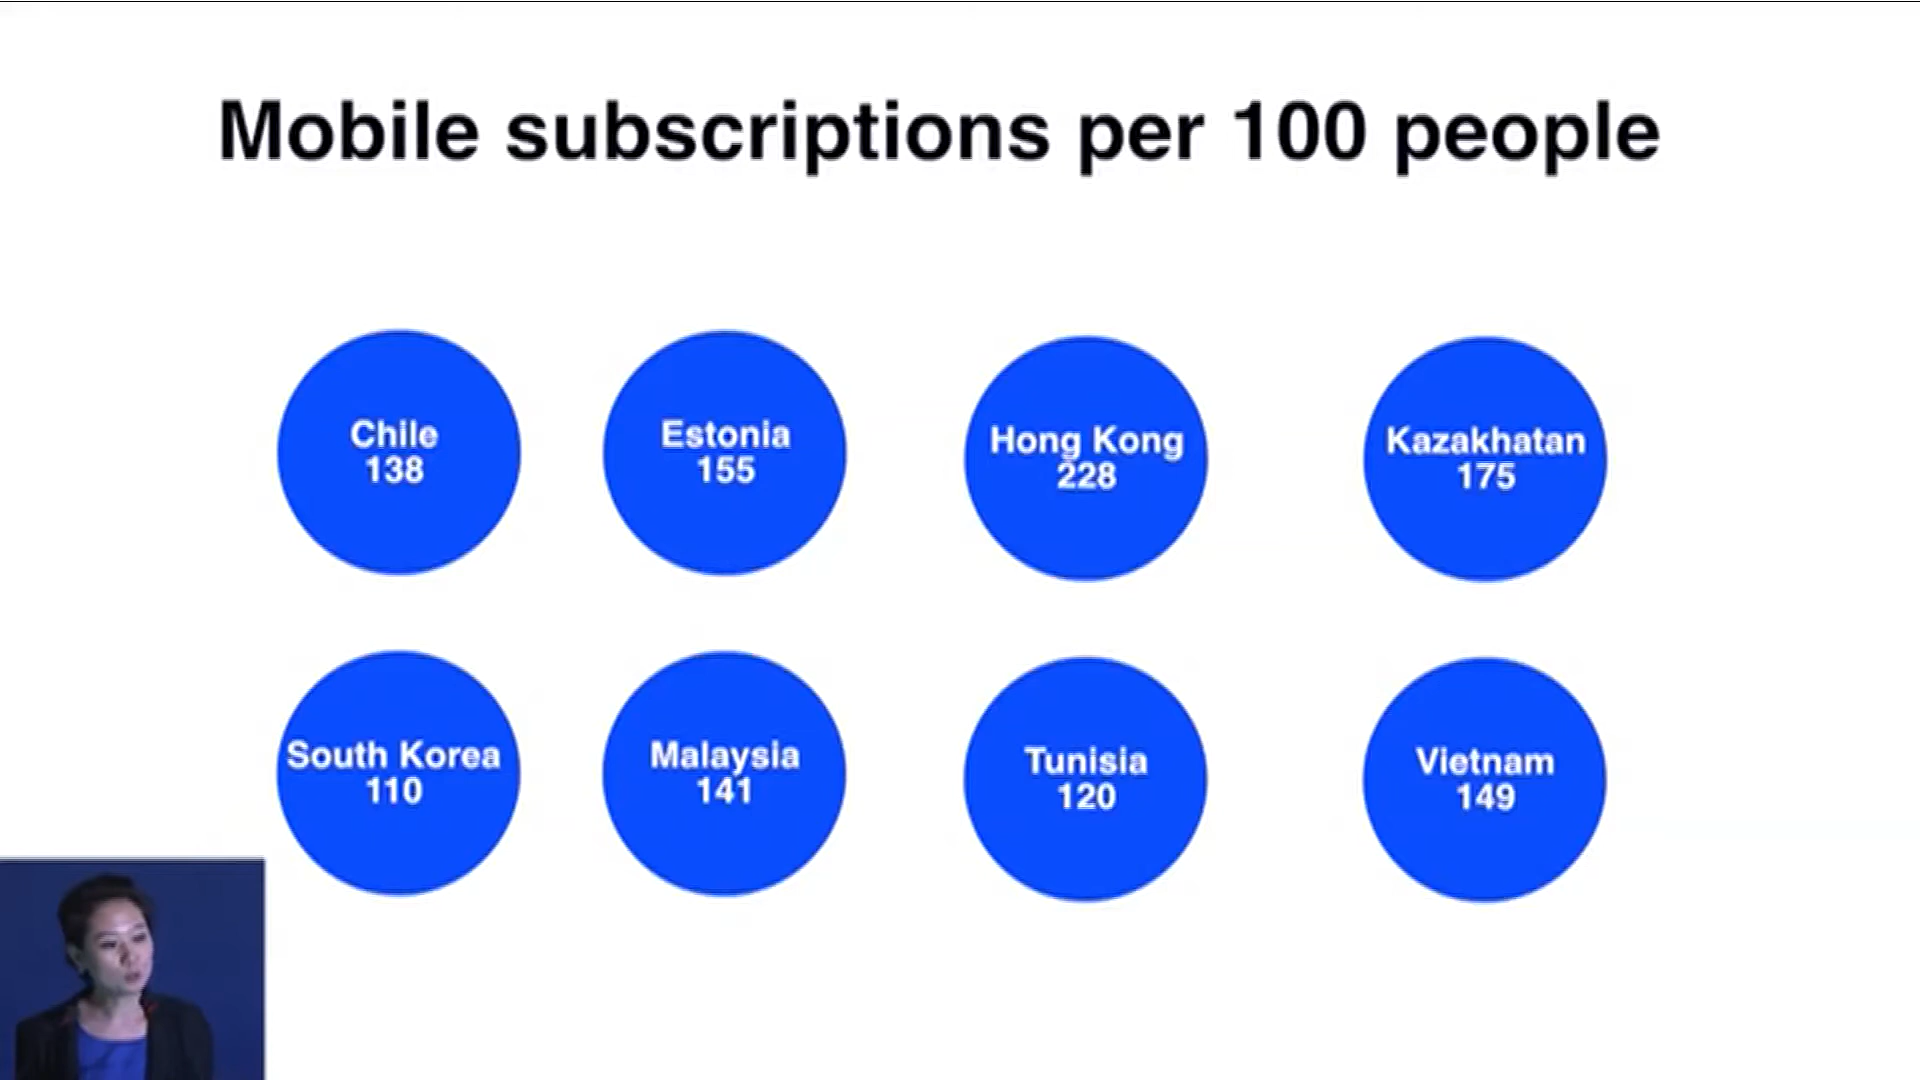 Mobile subscriptions per 100 people
Chile
138
Estonia
155
Hong Kong
228
Kazakhatan
175
South Korea
110
Malaysia
141
Tunisia
120
Vietnam
149